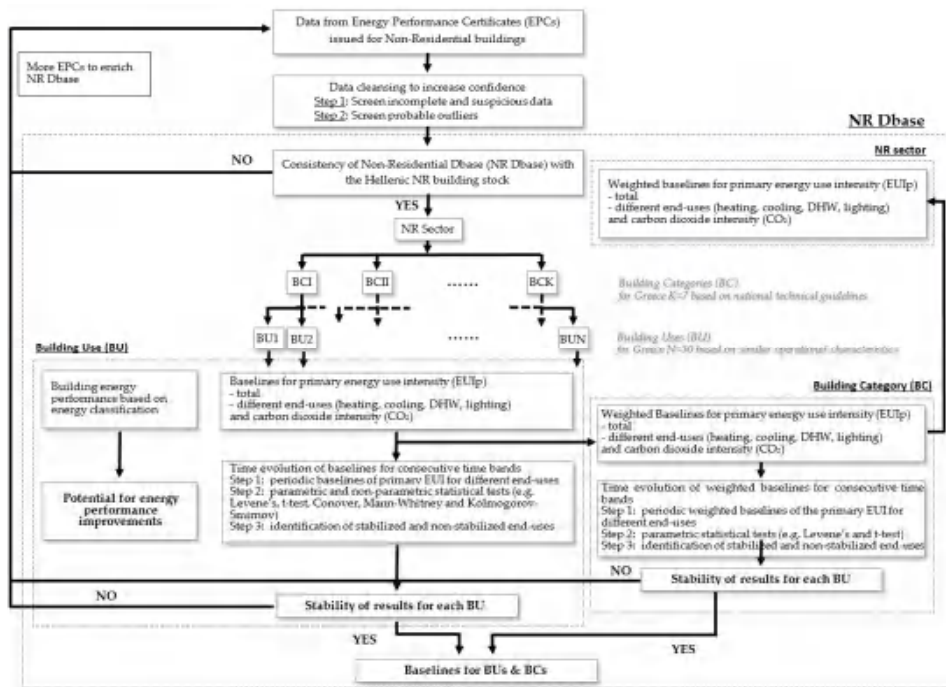 Data from Energy Performance Certificates (EPCs)
issued for Non-Residential buildings
More EPCs to enrich
NR Dbase
Data cleansing to increase confidence
Step 1: Screen incomplete and suspicious data
Step 2: Screen probable outliers
NR Dbase
NR sector
NO
Consistency of Non-Residential Dbase (NR Dbase) with
the Hellenic NR building stock
Weighted baselines for primary energy use intensity (EUIp)
- total
- different end-uses (heating, cooling, DHW, lighting)
and carbon dioxide intensity (CO₂)
YES
NR Sector
BCI
BCII
......
BCK
Building Categories (BC)
for Greece K=7 based on national technical guidelines
BU1
BU2
......
BUN
Building Uses (BU)
for Greece N=30 based on similar operational characteristics
Building Use (BU)
Building energy
performance based on
energy classification
Potential for energy
performance
improvements
Baselines for primary energy use intensity (EUIp)
- total
- different end-uses (heating, cooling, DHW, lighting)
and carbon dioxide intensity (CO₂)
Building Category (BC)
Weighted Baselines for primary energy use intensity (EUIp)
- total
- different end-uses (heating, cooling, DHW, lighting)
and carbon dioxide intensity (CO₂)
Time evolution of baselines for consecutive time bands
Step 1: periodic baselines of primary EUI for different end-uses
Step 2: parametric and non-parametric statistical tests (e.g.
Levene's, t-test, Conover, Mann-Whitney and Kolmogorov-
Smirnov)
Step 3: identification of stabilized and non-stabilized end-uses
Time evolution of weighted baselines for consecutive time
bands
Step 1: periodic weighted baselines of the primary EUI for
different end-uses
Step 2: parametric statistical tests (e.g. Levene's and t-test)
Step 3: identification of stabilized and non-stabilized end-uses
NO
Stability of results for each BU
NO
Stability of results for each BU
YES
YES
Baselines for BUs & BCs